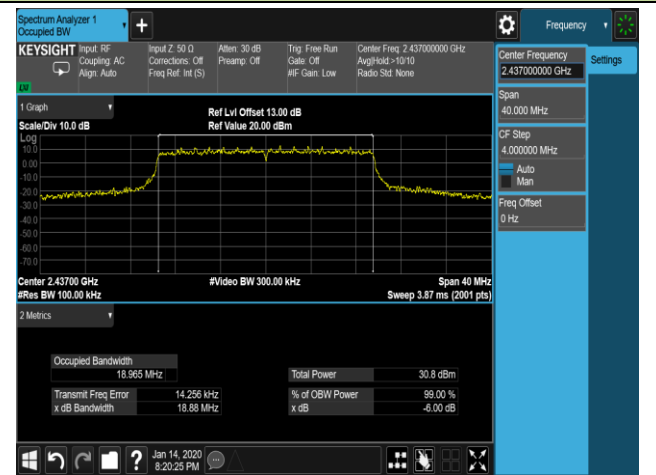 Spectrum Analyzer 1
Occupied BW
+
Frequency
KEYSIGHT
Input: RF
Coupling: AC
Align: Auto
Input Z: 50 Ω
Corrections: Off
Freq Ref: Int (S)
Atten: 30 dB
Preamp: Off
Trig: Free Run
Gate: Off
#IF Gain: Low
Center Freq: 2.437000000 GHz
Avg|Hold:>10/10
Radio Std: None
Center Frequency
2.437000000 GHz
Settings
Span
40.000 MHz
CF Step
4.000000 MHz
Auto
Man
Freq Offset
0 Hz
1 Graph
Scale/Div 10.0 dB
Ref Lvl Offset 13.00 dB
Ref Value 20.00 dBm
Log
10.0
0.00
-10.0
-20.0
-30.0
-40.0
-50.0
-60.0
-70.0
Center 2.43700 GHz
#Video BW 300.00 kHz
Span 40 MHz
#Res BW 100.00 kHz
Sweep 3.87 ms (2001 pts)
2 Metrics
Occupied Bandwidth
18.965 MHz
Total Power 30.8 dBm
Transmit Freq Error 14.256 kHz
% of OBW Power 99.00 %
x dB Bandwidth 18.88 MHz
x dB -6.00 dB
?
Jan 14, 2020
8:20:25 PM